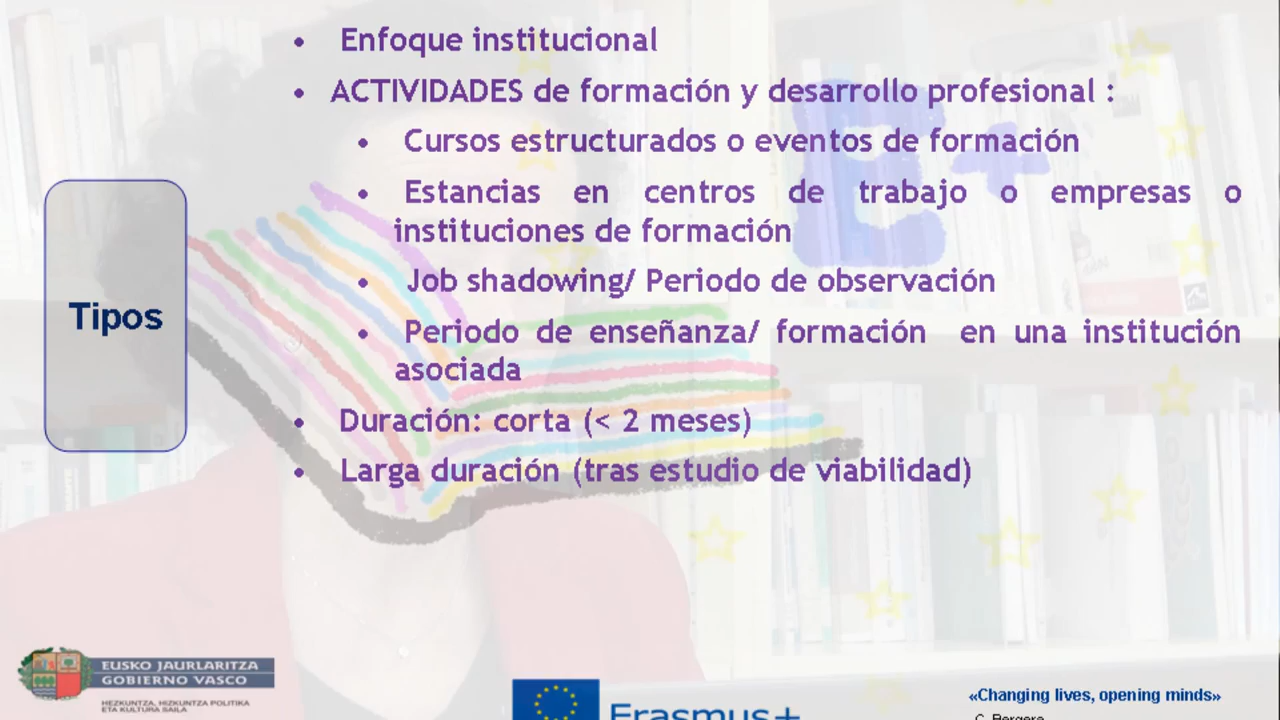 Enfoque institucional
ACTIVIDADES de formación y desarrollo profesional :
Cursos estructurados o eventos de formación
Estancias en centros de trabajo o empresas o
instituciones de formación
Job shadowing/ Periodo de observación
Tipos
Periodo de enseñanza/ formación en una institución
asociada
Duración: corta (< 2 meses)
Larga duración (tras estudio de viabilidad)
E+
EUSKO JAURLARITZA
GOBIERNO VASCO
HEZKUNTZA, HIZKUNTZA POLITIKA
ETA KULTURA SAILA
Erasmus+
«Changing lives, opening minds»
C. Bergere